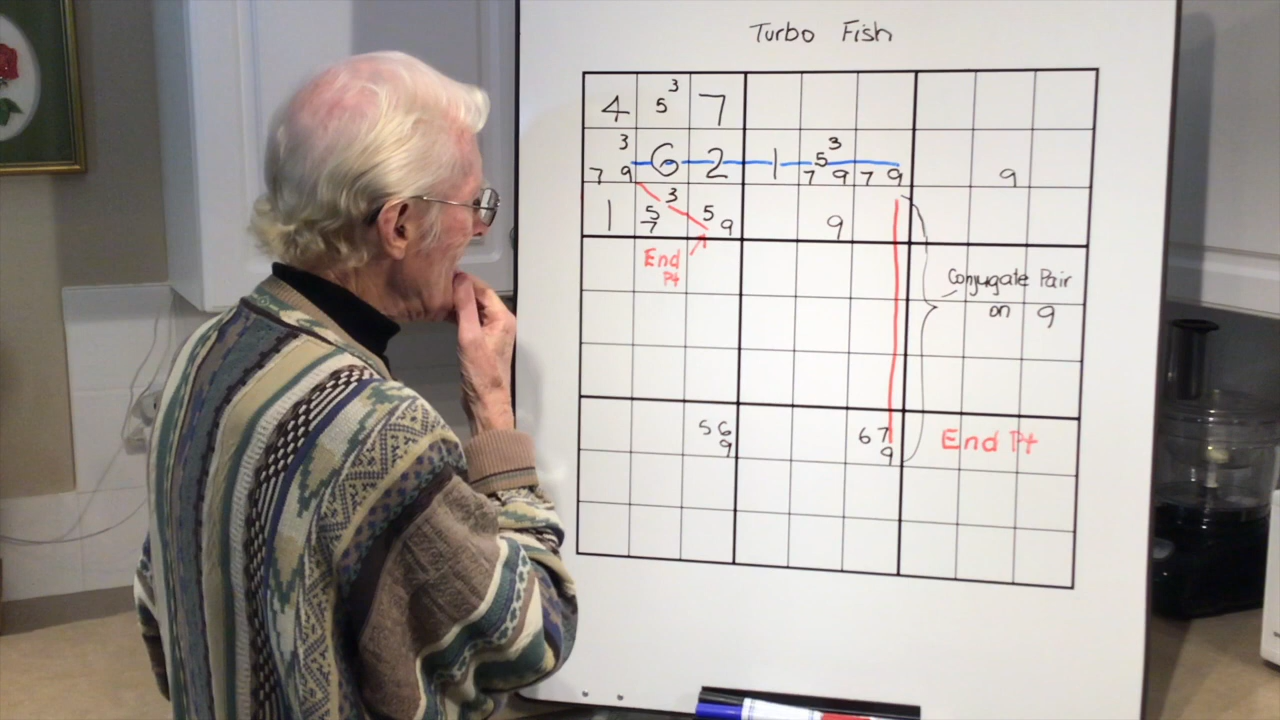 Turbo Fish
3
4 5 7
3 3
7 9 6 2 1 5 7 9 7 9 9
3
1 5 7 5 9 9
End
Pt
Conjugate Pair
on 9
5 6 6 7 End Pt
9 9